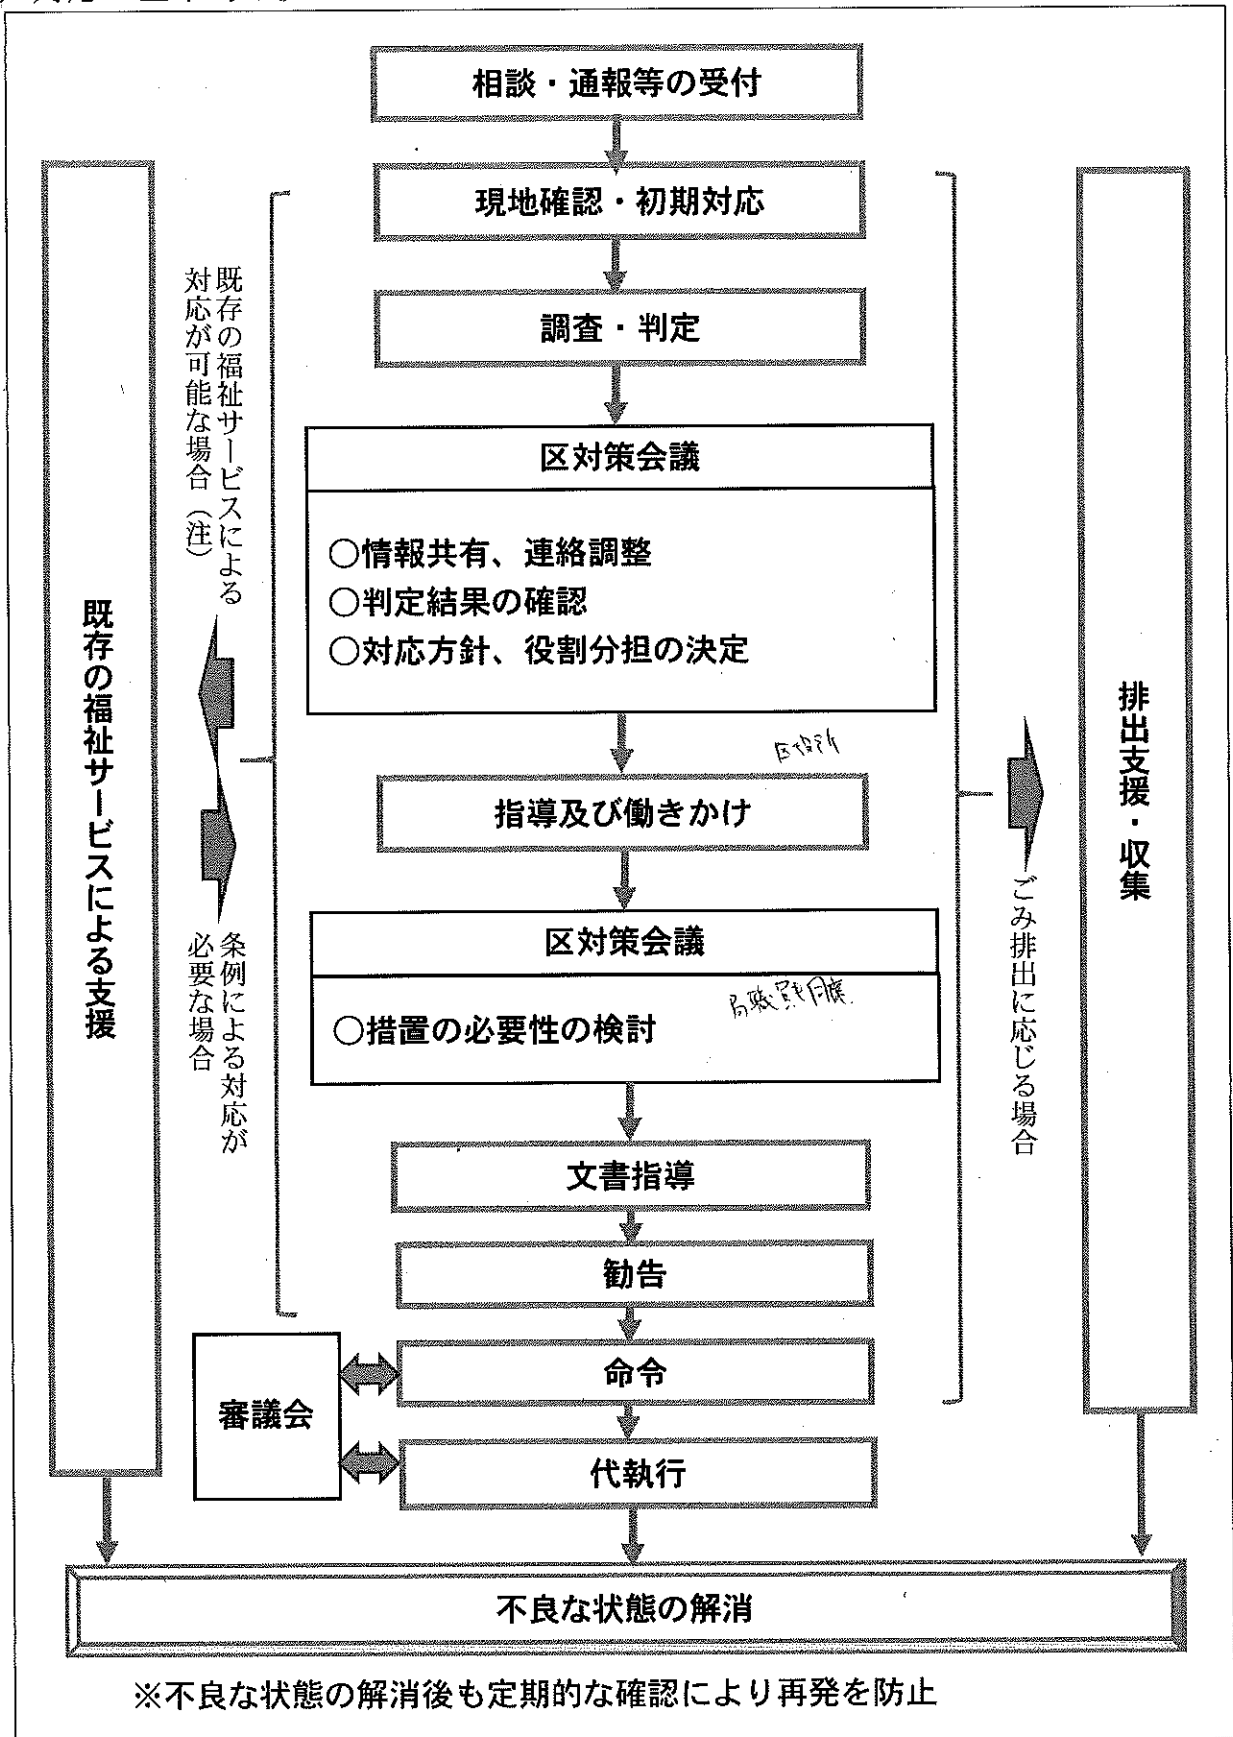 相談・通報等の受付
現地確認・初期対応
調査・判定
区対策会議
○情報共有、連絡調整
○判定結果の確認
○対応方針、役割分担の決定
区役所
指導及び働きかけ
区対策会議
局職員も同席
○措置の必要性の検討
文書指導
勧告
命令
代執行
審議会
既存の福祉サービスによる
対応が可能な場合（注）
条例による対応が
必要な場合
既存の福祉サービスによる支援
ごみ排出に応じる場合
排出支援・収集
不良な状態の解消
※不良な状態の解消後も定期的な確認により再発を防止